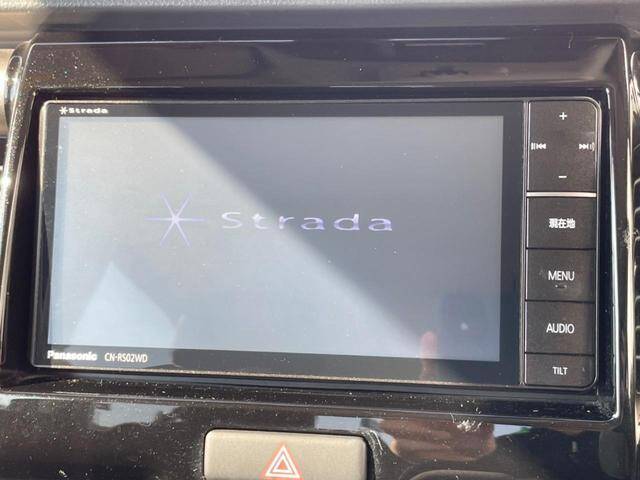 Strada
Strada
Panasonic CN-RS02WD
+
−
現在地
MENU
AUDIO
TILT